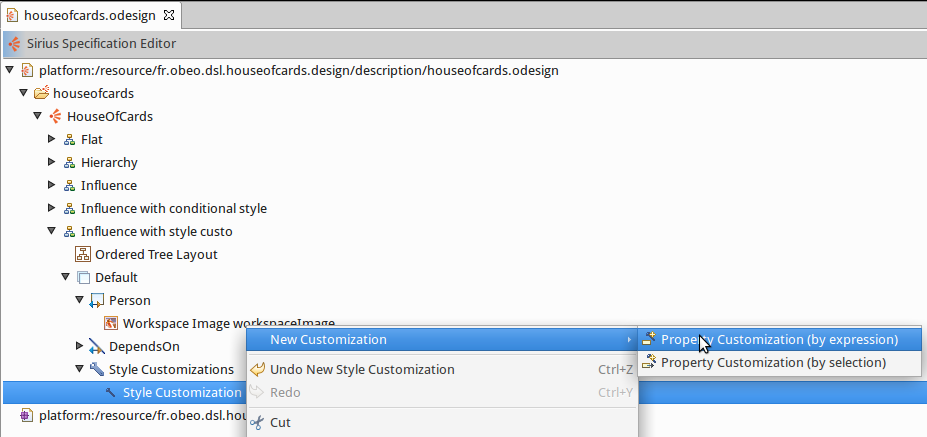 houseofcards.odesign
Sirius Specification Editor
platform:/resource/fr.obeo.dsl.houseofcards.design/description/houseofcards.odesign
houseofcards
HouseOfCards
Flat
Hierarchy
Influence
Influence with conditional style
Influence with style custo
Ordered Tree Layout
Default
Person
Workspace Image workspaceImage
DependsOn
Style Customizations
Style Customization
platform:/resource/fr.obeo.dsl.hou
New Customization
Undo New Style Customization Ctrl+Z
Redo Ctrl+Y
Cut
Property Customization (by expression)
Property Customization (by selection)